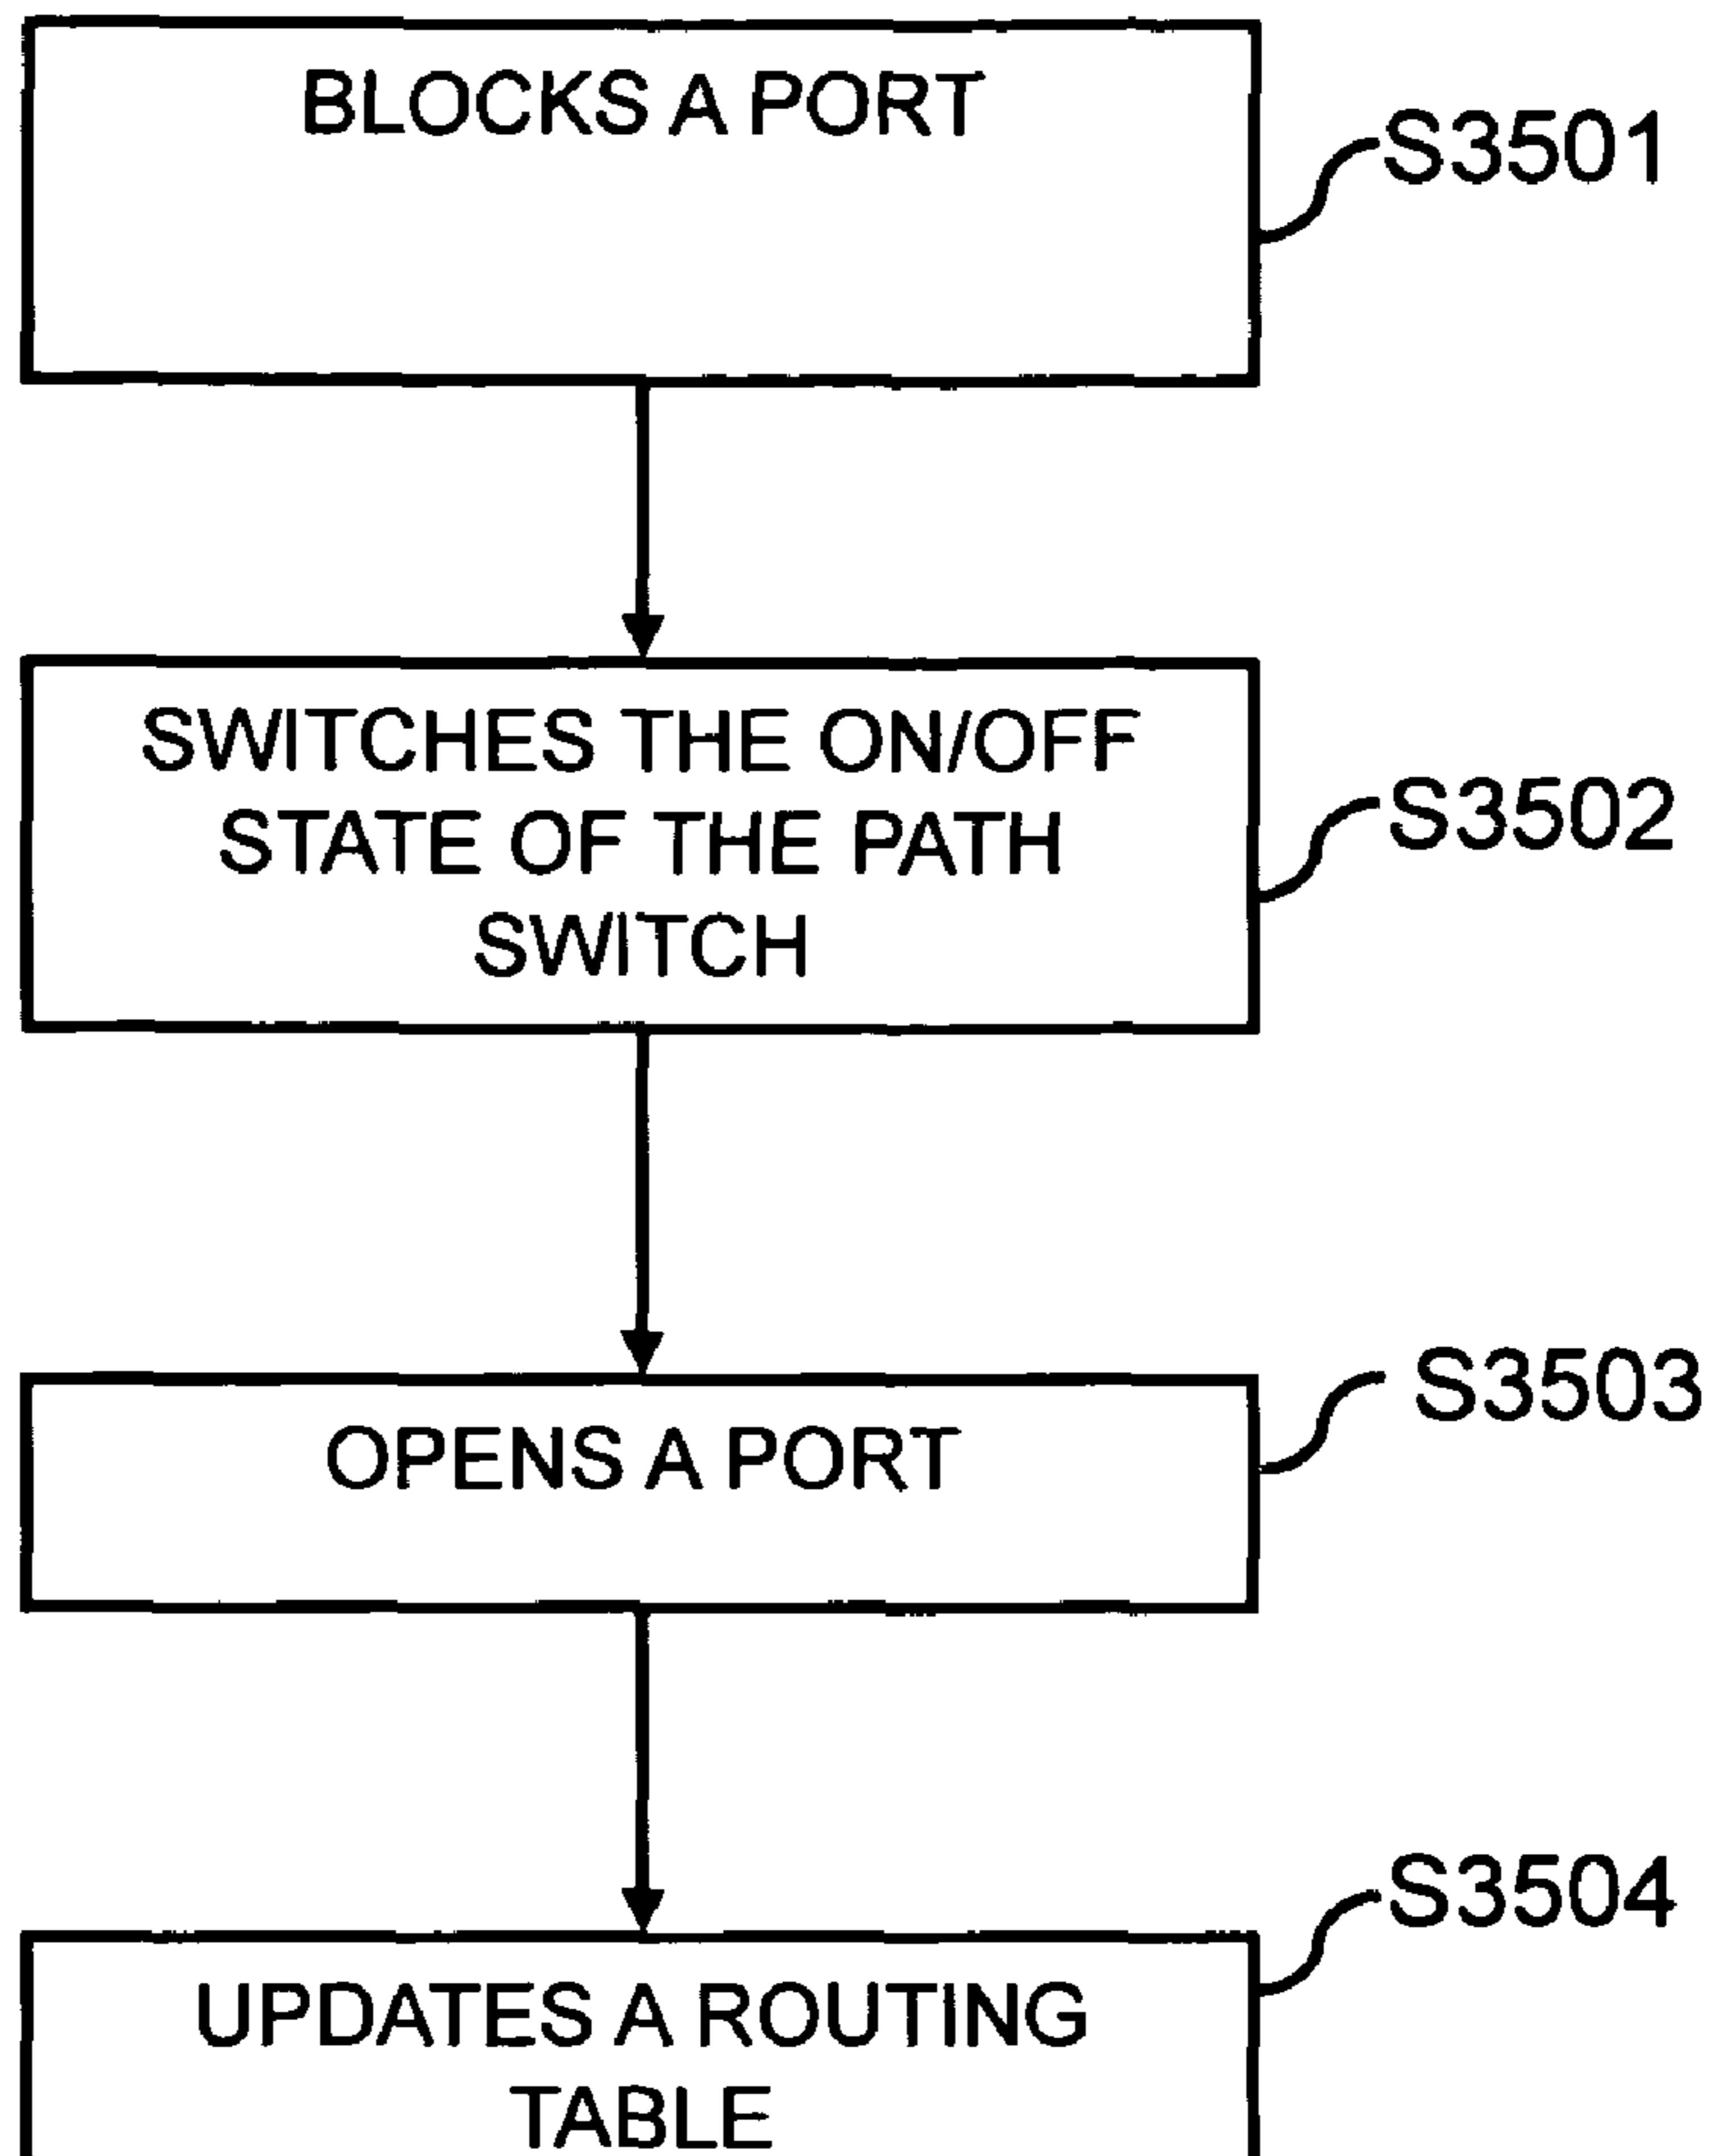 BLOCKS A PORT
S3501
SWITCHES THE ON/OFF
STATE OF THE PATH
SWITCH
S3502
OPENS A PORT
S3503
UPDATES A ROUTING
TABLE
S3504